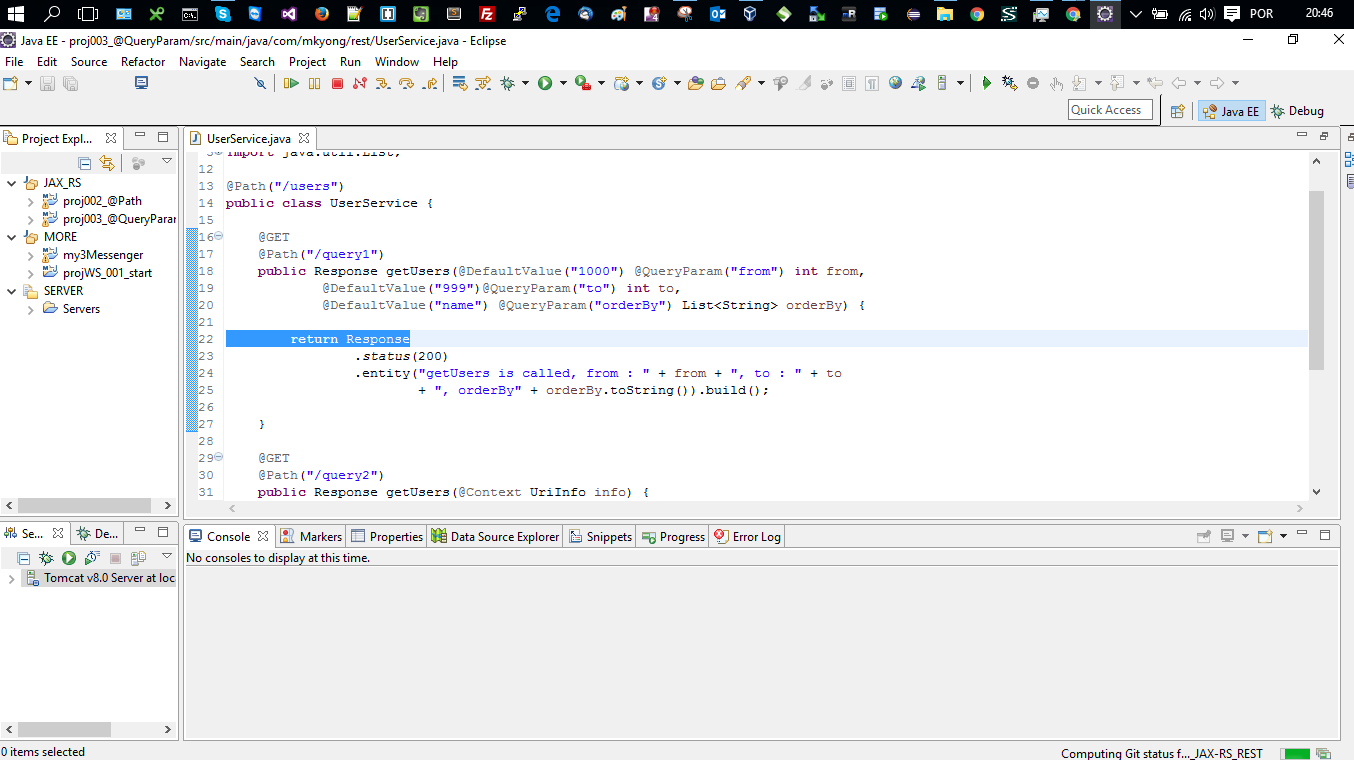 POR
20:46
Java EE - proj003_@QueryParam/src/main/java/com/mkyong/rest/UserService.java - Eclipse
File Edit Source Refactor Navigate Search Project Run Window Help
Quick Access
Java EE
Debug
Project Expl...
JAX_RS
proj002_@Path
proj003_@QueryParam
MORE
my3Messenger
projWS_001_start
SERVER
Servers
UserService.java
import java.util.List;
12
13 @Path("/users")
14 public class UserService {
15
16 @GET
17 @Path("/query1")
18 public Response getUsers(@DefaultValue("1000") @QueryParam("from") int from,
19 @DefaultValue("999")@QueryParam("to") int to,
20 @DefaultValue("name") @QueryParam("orderBy") List<String> orderBy) {
21
22 return Response
23 .status(200)
24 .entity("getUsers is called, from : " + from + ", to : " + to
25 + ", orderBy" + orderBy.toString()).build();
26
27 }
28
29 @GET
30 @Path("/query2")
31 public Response getUsers(@Context UriInfo info) {
Se...
De...
Tomcat v8.0 Server at loc
Console
Markers
Properties
Data Source Explorer
Snippets
Progress
Error Log
No consoles to display at this time.
0 items selected
Computing Git status f..._JAX-RS_REST